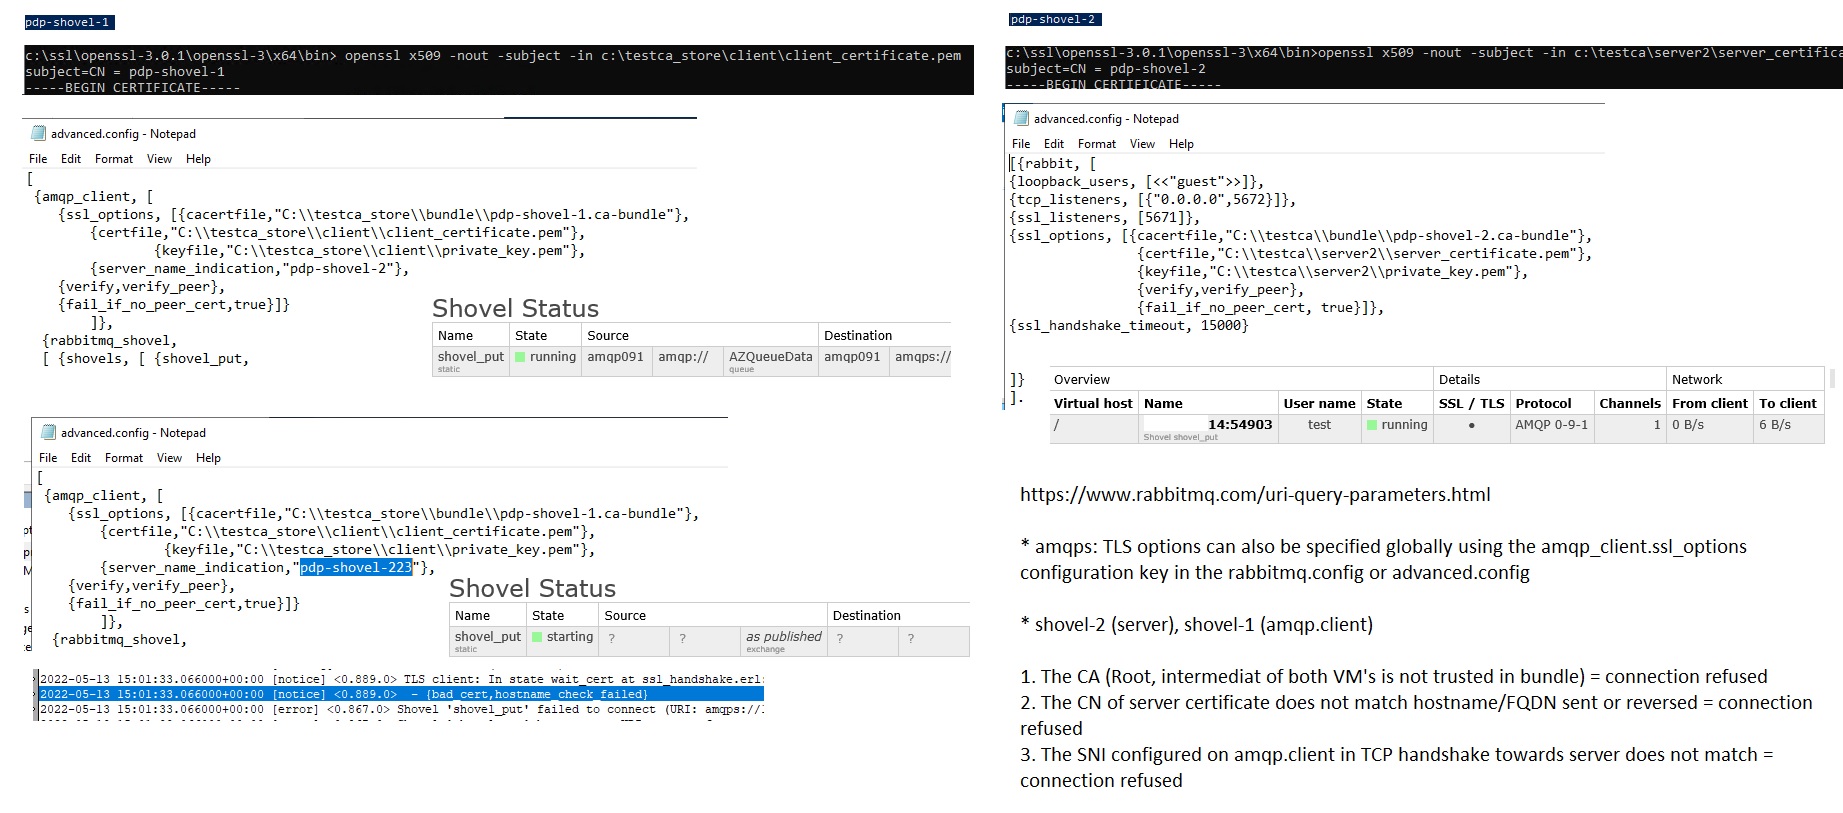 pdp-shovel-1
c:\ssl\openssl-3.0.1\openssl-3\x64\bin> openssl x509 -nout -subject -in c:\testca_store\client\client_certificate.pem
subject=CN = pdp-shovel-1
-----BEGIN CERTIFICATE-----
advanced.config - Notepad
File Edit Format View Help
[
{amqp_client, [
{ssl_options, [{cacertfile,"C:\\testca_store\\bundle\\pdp-shovel-1.ca-bundle"},
{certfile,"C:\\testca_store\\client\\client_certificate.pem"},
{keyfile,"C:\\testca_store\\client\\private_key.pem"},
{server_name_indication,"pdp-shovel-2"},
{verify,verify_peer},
{fail_if_no_peer_cert,true}]}
]},
{rabbitmq_shovel,
[ {shovels, [ {shovel_put,
Shovel Status
Name State Source Destination
shovel_put running amqp091 amqp:// AZQueueData amqp091 amqps://
static queue
advanced.config - Notepad
File Edit Format View Help
[
{amqp_client, [
{ssl_options, [{cacertfile,"C:\\testca_store\\bundle\\pdp-shovel-1.ca-bundle"},
{certfile,"C:\\testca_store\\client\\client_certificate.pem"},
{keyfile,"C:\\testca_store\\client\\private_key.pem"},
{server_name_indication,"pdp-shovel-223"},
{verify,verify_peer},
{fail_if_no_peer_cert,true}]}
]},
{rabbitmq_shovel,
Shovel Status
Name State Source Destination
shovel_put starting ? ? as published ? ?
static exchange
2022-05-13 15:01:33.066000+00:00 [notice] <0.889.0> TLS client: In state wait_cert at ssl_handshake.erl:
2022-05-13 15:01:33.066000+00:00 [notice] <0.889.0>  - {bad_cert,hostname_check_failed}
2022-05-13 15:01:33.066000+00:00 [error] <0.867.0> Shovel 'shovel_put' failed to connect (URI: amqps://
pdp-shovel-2
c:\ssl\openssl-3.0.1\openssl-3\x64\bin>openssl x509 -nout -subject -in c:\testca\server2\server_certifica
subject=CN = pdp-shovel-2
-----BEGIN CERTIFICATE-----
advanced.config - Notepad
File Edit Format View Help
[{rabbit, [
{loopback_users, [<<"guest">>]},
{tcp_listeners, [{"0.0.0.0",5672}]},
{ssl_listeners, [5671]},
{ssl_options, [{cacertfile,"C:\\testca\\bundle\\pdp-shovel-2.ca-bundle"},
{certfile,"C:\\testca\\server2\\server_certificate.pem"},
{keyfile,"C:\\testca\\server2\\private_key.pem"},
{verify,verify_peer},
{fail_if_no_peer_cert, true}]},
{ssl_handshake_timeout, 15000}
]}
].
Overview Details Network
Virtual host Name User name State SSL / TLS Protocol Channels From client To client
/ 14:54903 test running ● AMQP 0-9-1 1 0 B/s 6 B/s
Shovel shovel_put
https://www.rabbitmq.com/uri-query-parameters.html
* amqps: TLS options can also be specified globally using the amqp_client.ssl_options
configuration key in the rabbitmq.config or advanced.config
* shovel-2 (server), shovel-1 (amqp.client)
1. The CA (Root, intermediat of both VM's is not trusted in bundle) = connection refused
2. The CN of server certificate does not match hostname/FQDN sent or reversed = connection
refused
3. The SNI configured on amqp.client in TCP handshake towards server does not match =
connection refused